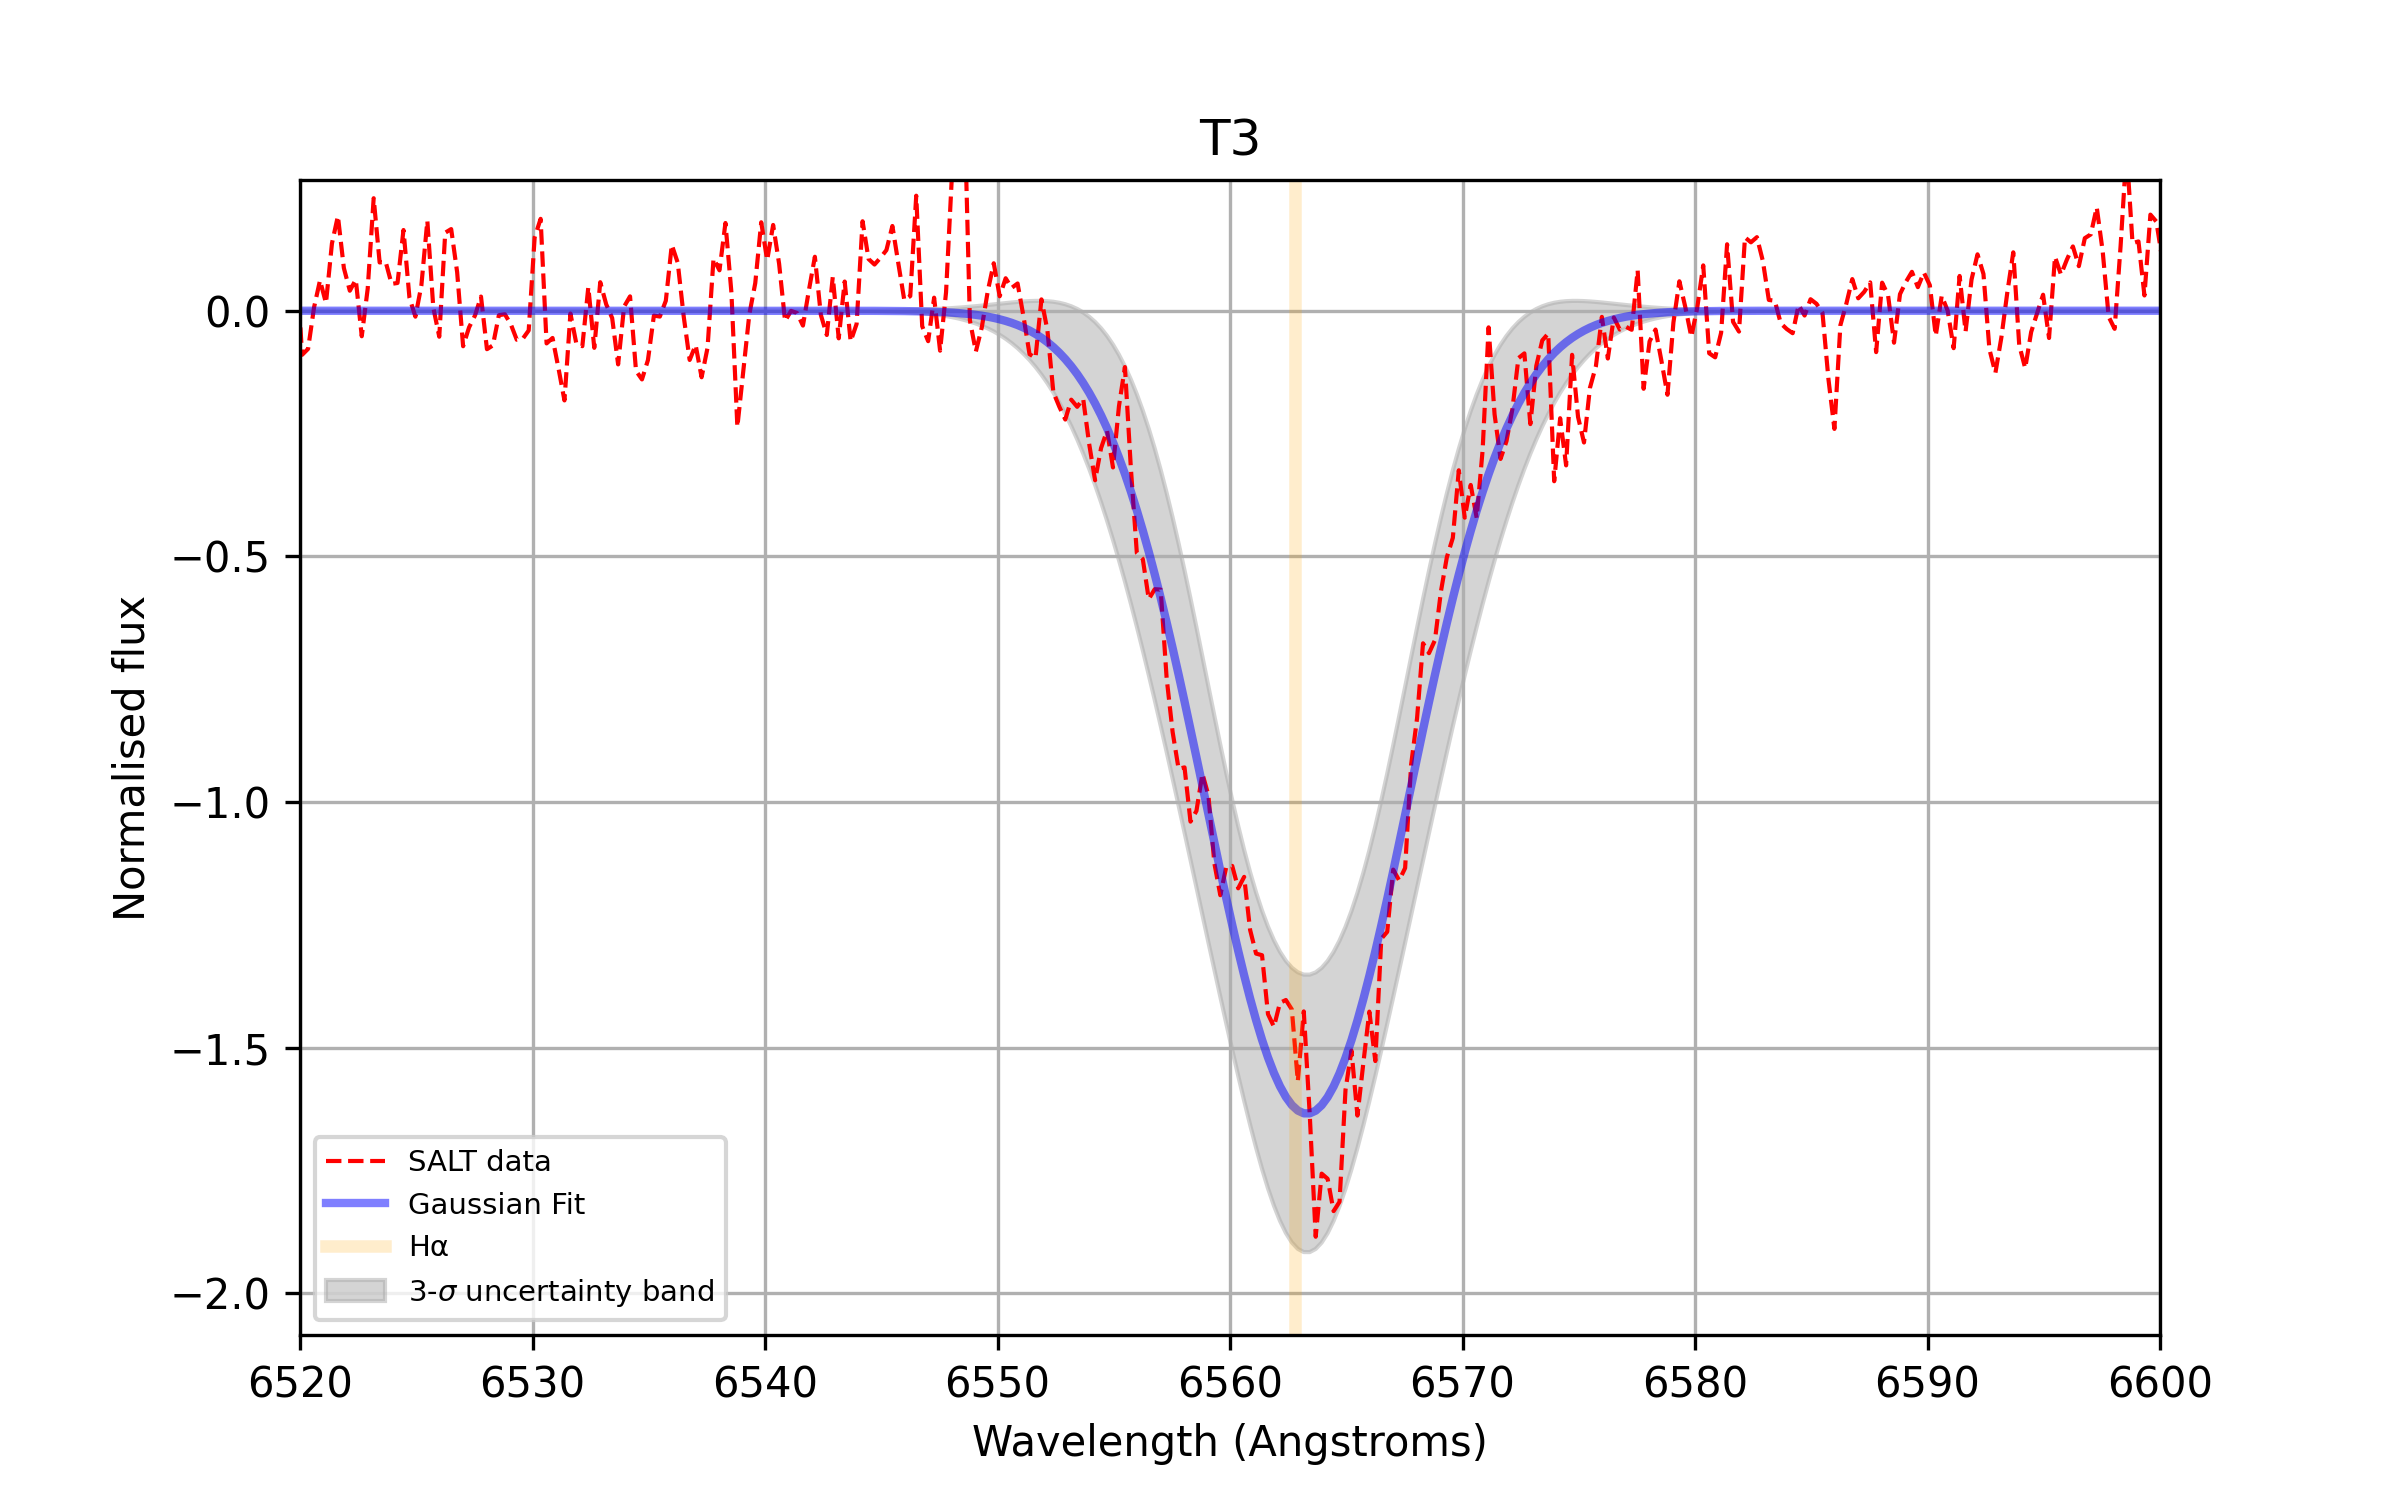 T3
0.0
−0.5
−1.0
−1.5
−2.0
Normalised flux
SALT data
Gaussian Fit
Hα
3-σ uncertainty band
6520 6530 6540 6550 6560 6570 6580 6590 6600
Wavelength (Angstroms)